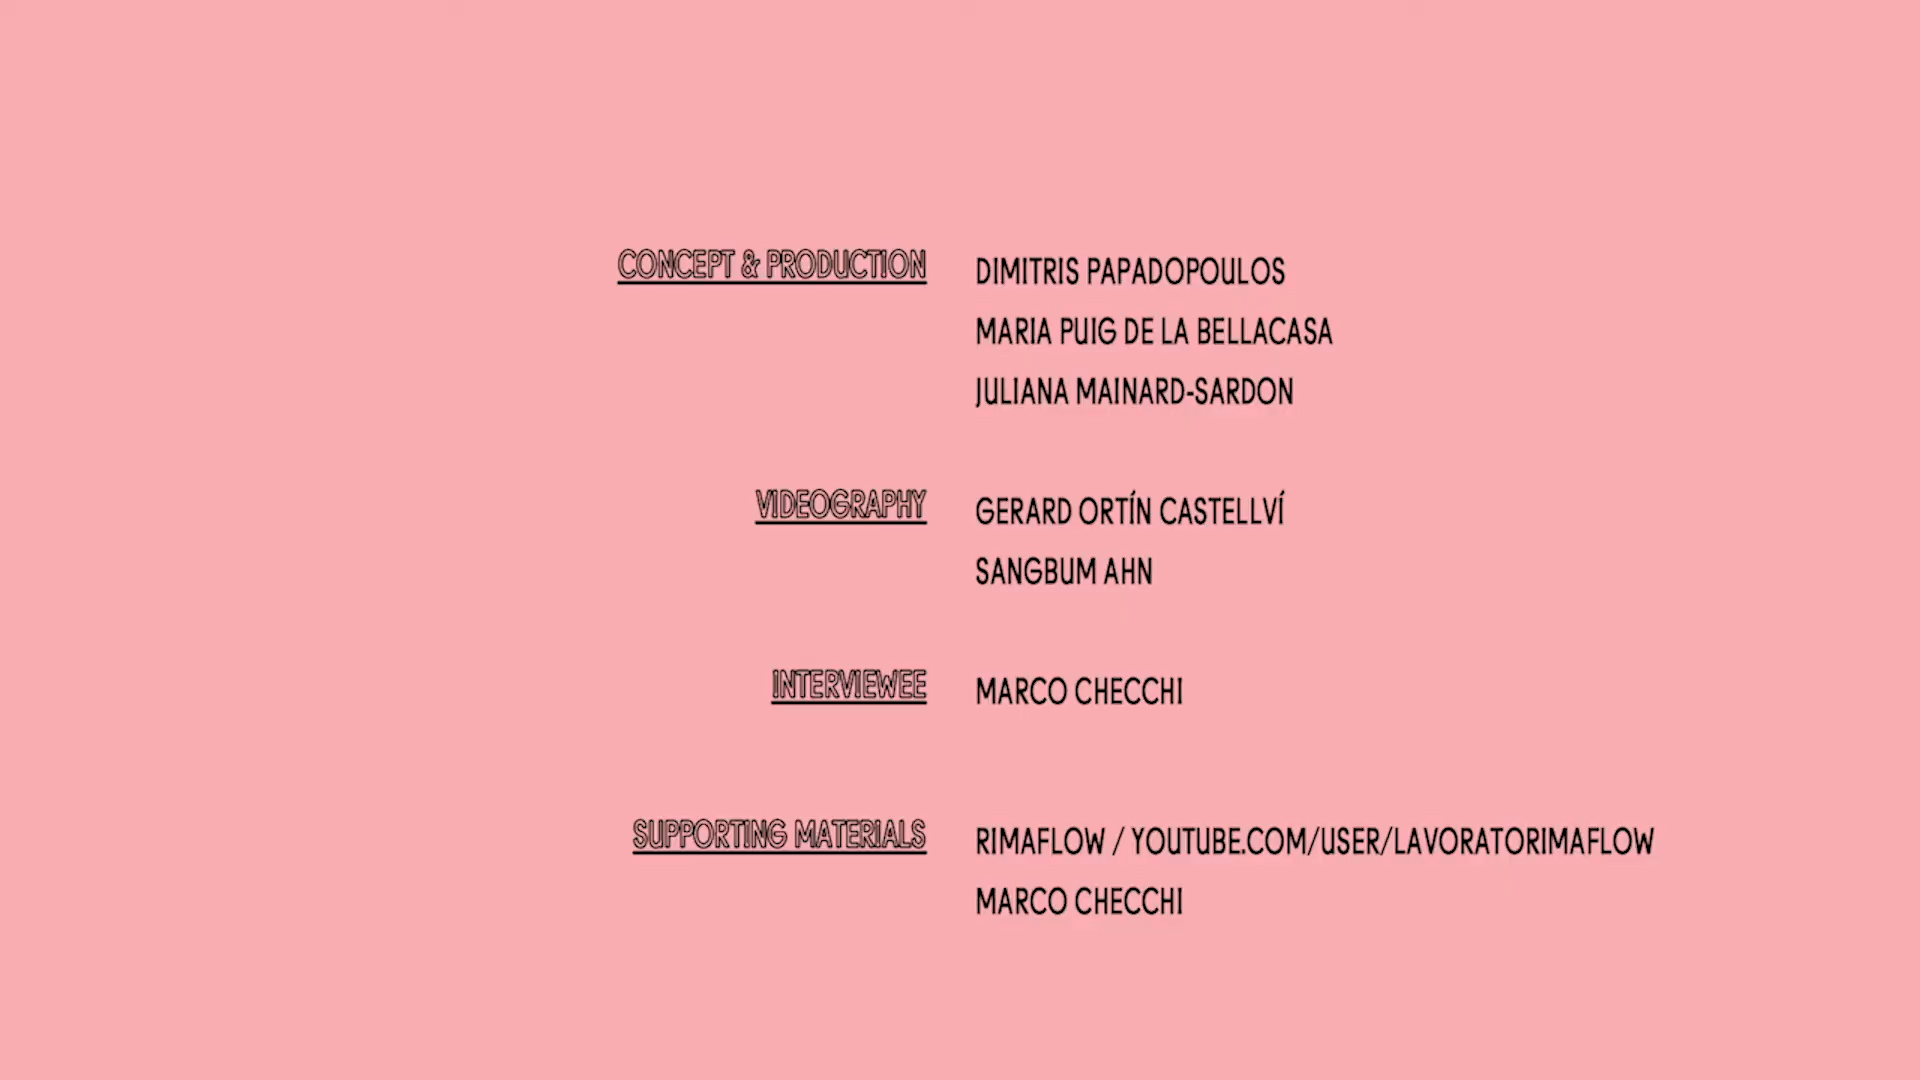 CONCEPT & PRODUCTION DIMITRIS PAPADOPOULOS
MARIA PUIG DE LA BELLACASA
JULIANA MAINARD-SARDON
VIDEOGRAPHY GERARD ORTÍN CASTELLVÍ
SANGBUM AHN
INTERVIEWEE MARCO CHECCHI
SUPPORTING MATERIALS RIMAFLOW / YOUTUBE.COM/USER/LAVORATORIMAFLOW
MARCO CHECCHI